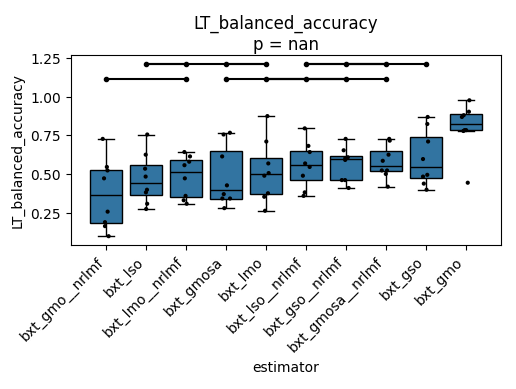 LT_balanced_accuracy
p = nan
LT_balanced_accuracy
1.25
1.00
0.75
0.50
0.25
bxt_gmo__nrlmf
bxt_lso
bxt_lmo__nrlmf
bxt_gmosa
bxt_lmo
bxt_lso__nrlmf
bxt_gso__nrlmf
bxt_gmosa__nrlmf
bxt_gso
bxt_gmo
estimator